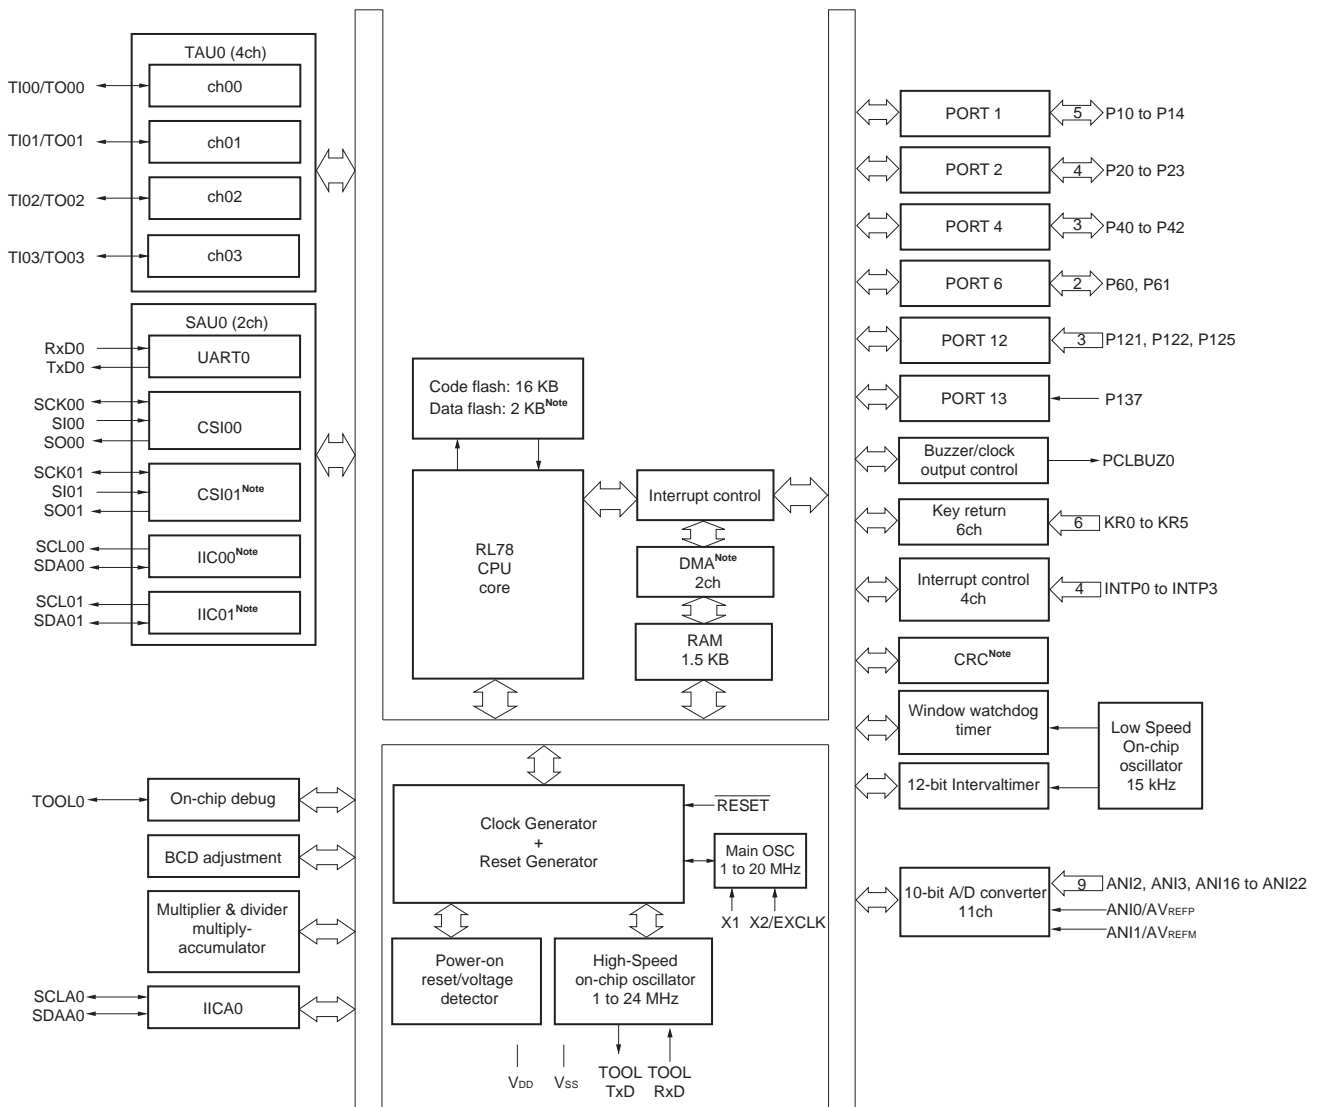 TAU0 (4ch)
TI00/TO00
ch00
TI01/TO01
ch01
TI02/TO02
ch02
TI03/TO03
ch03
SAU0 (2ch)
RxD0
TxD0
UART0
SCK00
SI00
SO00
CSI00
SCK01
SI01
SO01
CSI01Note
SCL00
SDA00
IIC00Note
SCL01
SDA01
IIC01Note
TOOL0
On-chip debug
BCD adjustment
Multiplier & divider
multiply-
accumulator
SCLA0
SDAA0
IICA0
Code flash: 16 KB
Data flash: 2 KBNote
RL78
CPU
core
Interrupt control
DMANote
2ch
RAM
1.5 KB
Clock Generator
+
Reset Generator
RESET
Main OSC
1 to 20 MHz
X1 X2/EXCLK
Power-on
reset/voltage
detector
High-Speed
on-chip oscillator
1 to 24 MHz
VDD
VSS
TOOL
TxD
TOOL
RxD
PORT 1
5
P10 to P14
PORT 2
4
P20 to P23
PORT 4
3
P40 to P42
PORT 6
2
P60, P61
PORT 12
3
P121, P122, P125
PORT 13
P137
Buzzer/clock
output control
PCLBUZ0
Key return
6ch
6
KR0 to KR5
Interrupt control
4ch
4
INTP0 to INTP3
CRCNote
Window watchdog
timer
12-bit Intervaltimer
Low Speed
On-chip
oscillator
15 kHz
10-bit A/D converter
11ch
9
ANI2, ANI3, ANI16 to ANI22
ANI0/AVREFP
ANI1/AVREFM